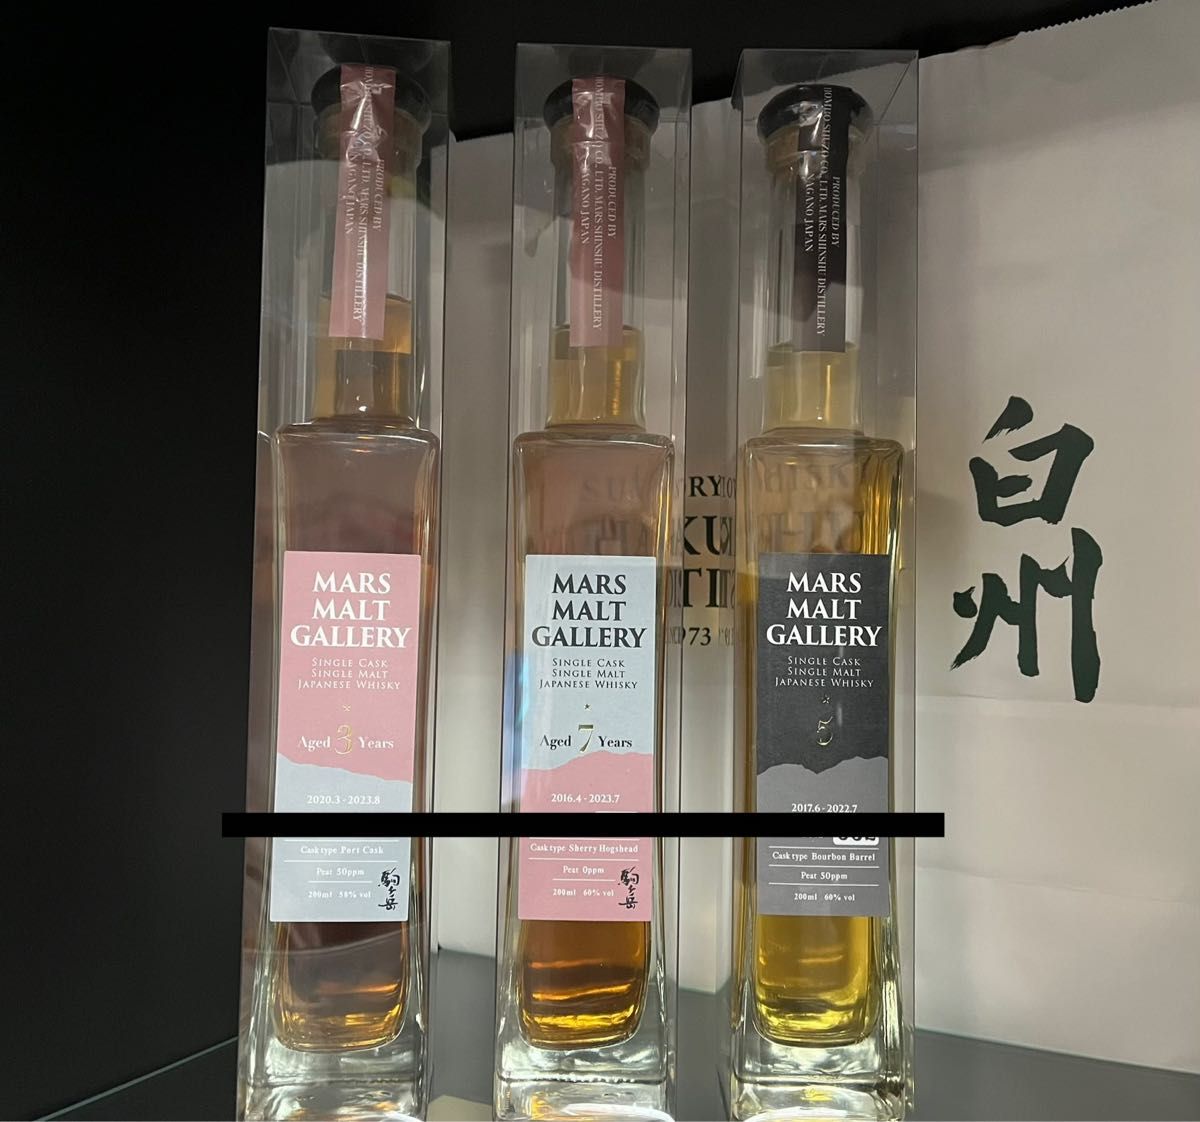 PRODUCED BY
HOMBO SHUZO CO., LTD. MARS SHINSHU DISTILLERY
NAGANO JAPAN
MARS
MALT
GALLERY
SINGLE CASK
SINGLE MALT
JAPANESE WHISKY
Aged 3 Years
2020.3 - 2023.8
Cask type Port Cask
Peat 50ppm
200ml 58% vol
駒ヶ岳
PRODUCED BY
HOMBO SHUZO CO., LTD. MARS SHINSHU DISTILLERY
NAGANO JAPAN
MARS
MALT
GALLERY
SINGLE CASK
SINGLE MALT
JAPANESE WHISKY
Aged 7 Years
2016.4 - 2023.7
Cask type Sherry Hogshead
Peat 0ppm
200ml 60% vol
駒ヶ岳
PRODUCED BY
HOMBO SHUZO CO., LTD. MARS SHINSHU DISTILLERY
NAGANO JAPAN
MARS
MALT
GALLERY
SINGLE CASK
SINGLE MALT
JAPANESE WHISKY
5
2017.6 - 2022.7
Cask type Bourbon Barrel
Peat 50ppm
200ml 60% vol
RY
KU
TI
973
白州